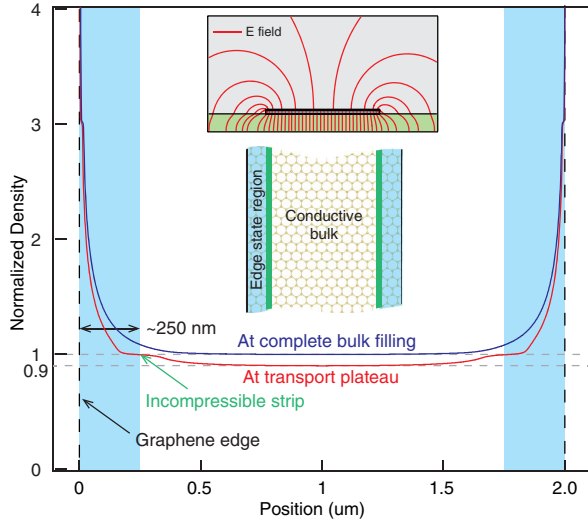 4
3
2
1
0.9
0
Normalized Density
E field
Edge state region
Conductive
bulk
~250 nm
At complete bulk filling
At transport plateau
Incompressible strip
Graphene edge
0
0.5
1.0
1.5
2.0
Position (um)